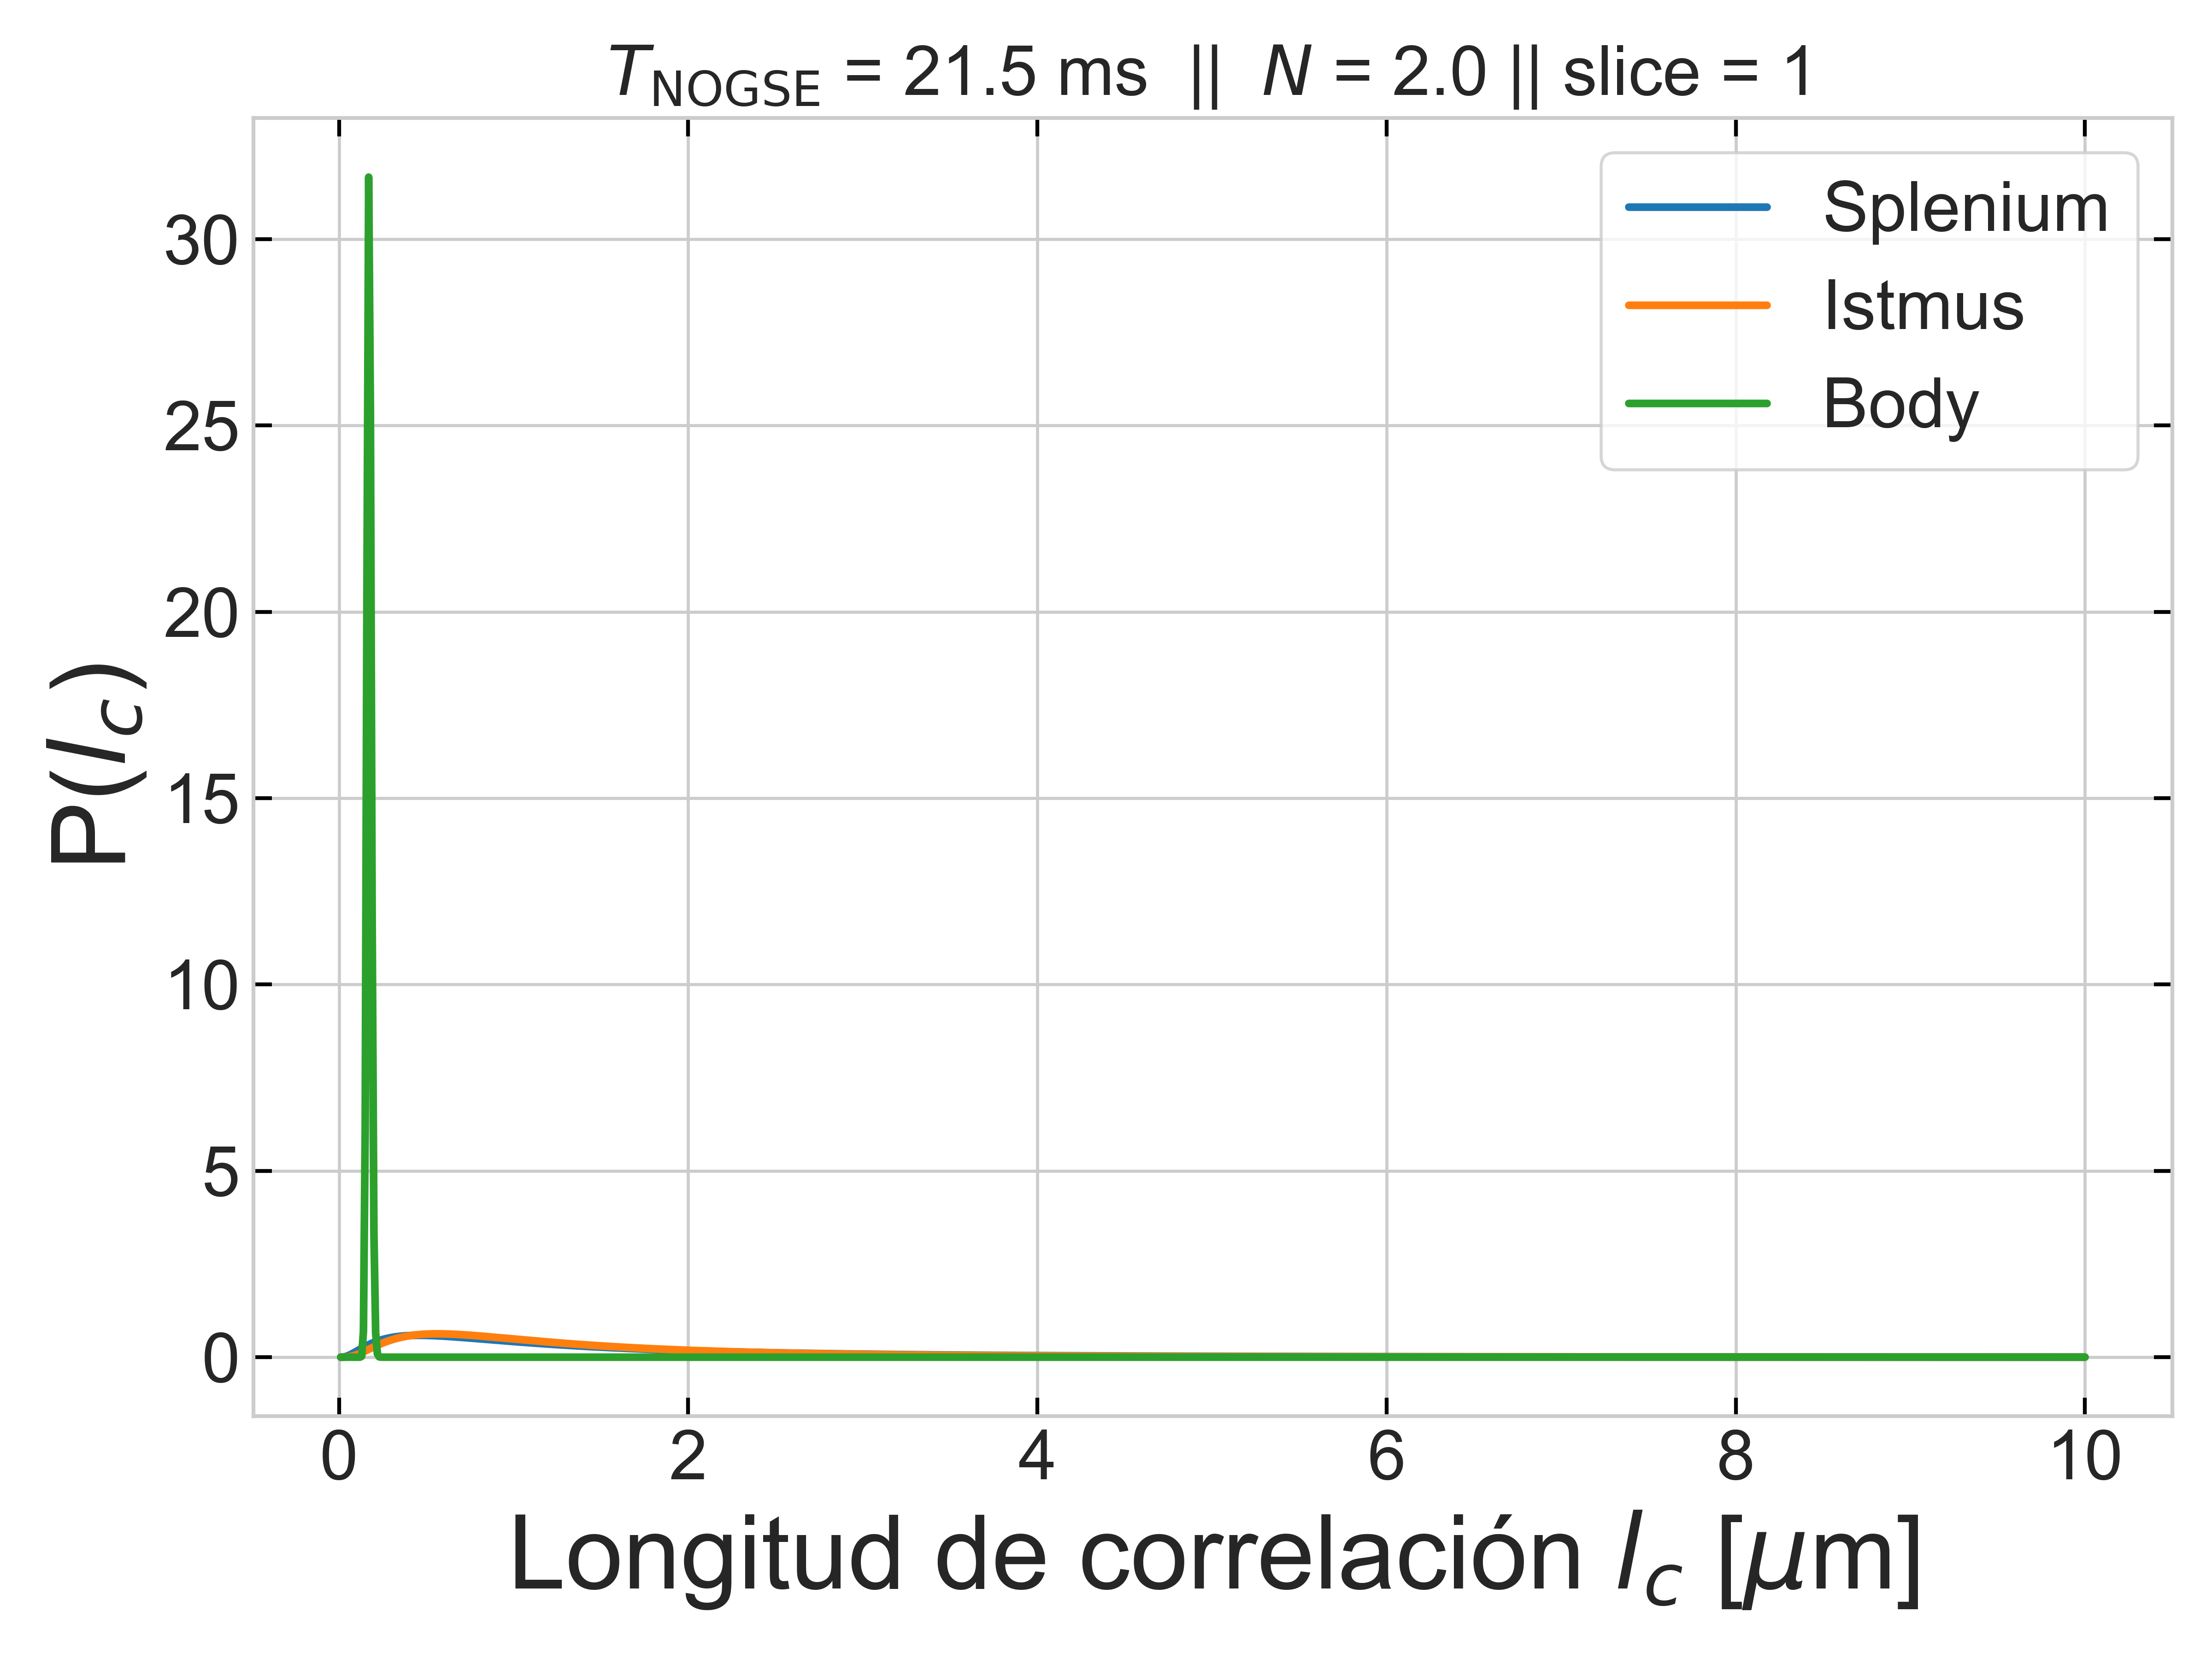 T_NOGSE = 21.5 ms || N = 2.0 || slice = 1
Splenium
Istmus
Body
P(l_c)
30
25
20
15
10
5
0
0 2 4 6 8 10
Longitud de correlación l_c [μm]